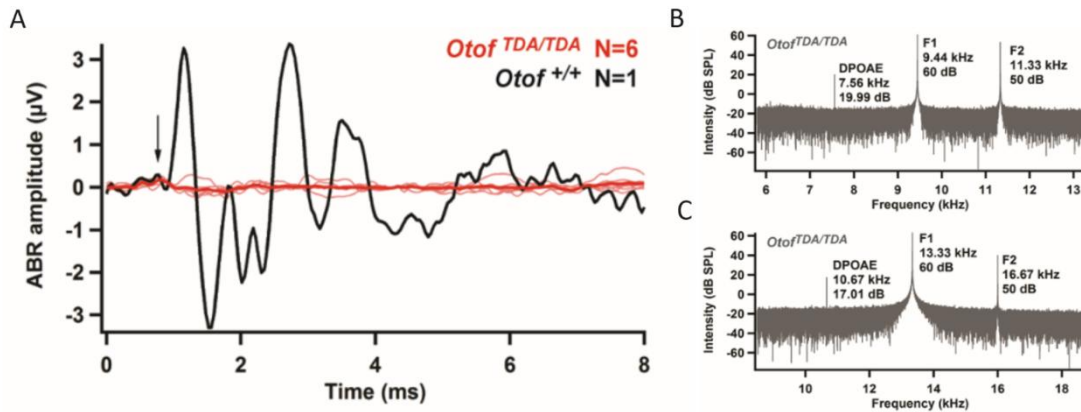 A
Otof TDA/TDA N=6
Otof +/+ N=1
ABR amplitude (µV)
3
2
1
0
-1
-2
-3
0 2 4 6 8
Time (ms)
B
Otof TDA/TDA
F1
9.44 kHz
60 dB
F2
11.33 kHz
50 dB
DPOAE
7.56 kHz
19.99 dB
Intensity (dB SPL)
60
40
20
0
-20
-40
-60
6 7 8 9 10 11 12 13
Frequency (kHz)
C
Otof TDA/TDA
F1
13.33 kHz
60 dB
F2
16.67 kHz
50 dB
DPOAE
10.67 kHz
17.01 dB
Intensity (dB SPL)
60
40
20
0
-20
-40
-60
10 12 14 16 18
Frequency (kHz)